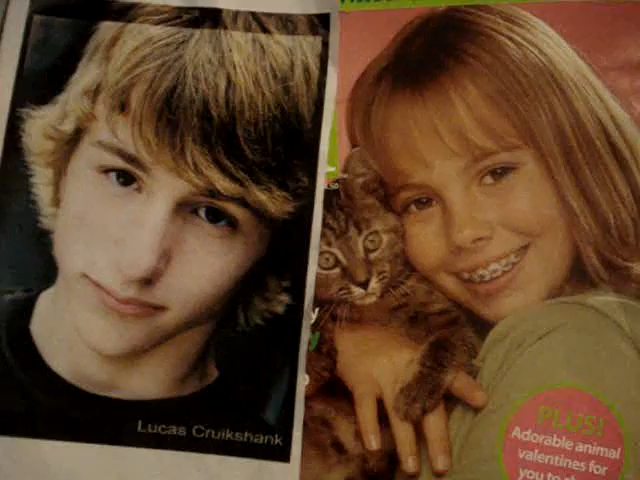 Lucas Cruikshank
PLUS!
Adorable animal
valentines for
you to